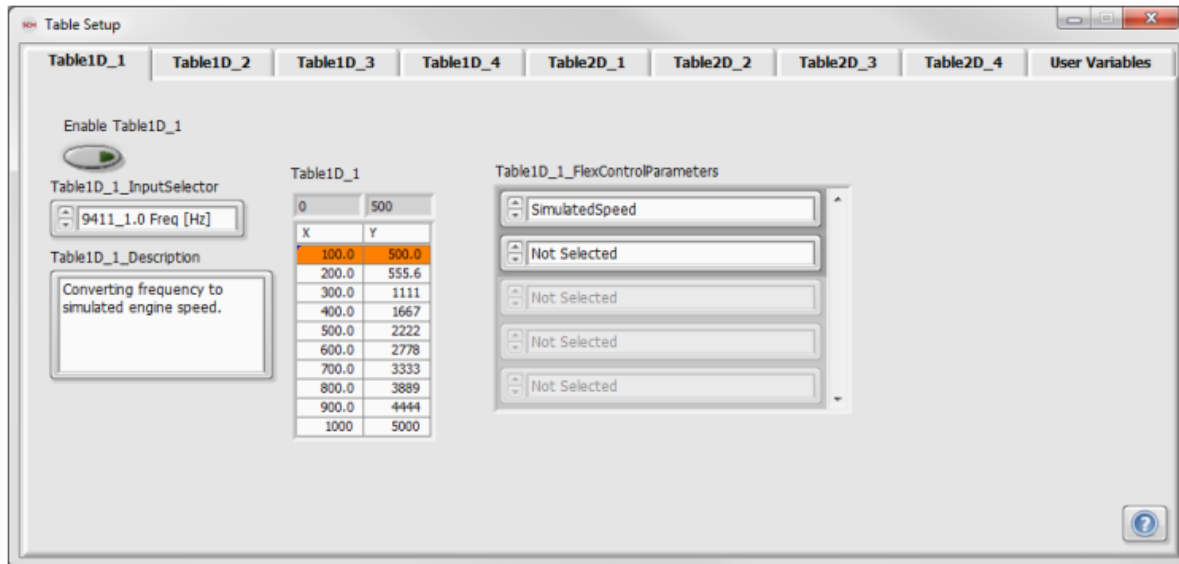 SCM Table Setup
Table1D_1 Table1D_2 Table1D_3 Table1D_4 Table2D_1 Table2D_2 Table2D_3 Table2D_4 User Variables
Enable Table1D_1
Table1D_1_InputSelector
9411_1.0 Freq [Hz]
Table1D_1_Description
Converting frequency to
simulated engine speed.
Table1D_1
0 500
X Y
100.0 500.0
200.0 555.6
300.0 1111
400.0 1667
500.0 2222
600.0 2778
700.0 3333
800.0 3889
900.0 4444
1000 5000
Table1D_1_FlexControlParameters
SimulatedSpeed
Not Selected
Not Selected
Not Selected
Not Selected
?